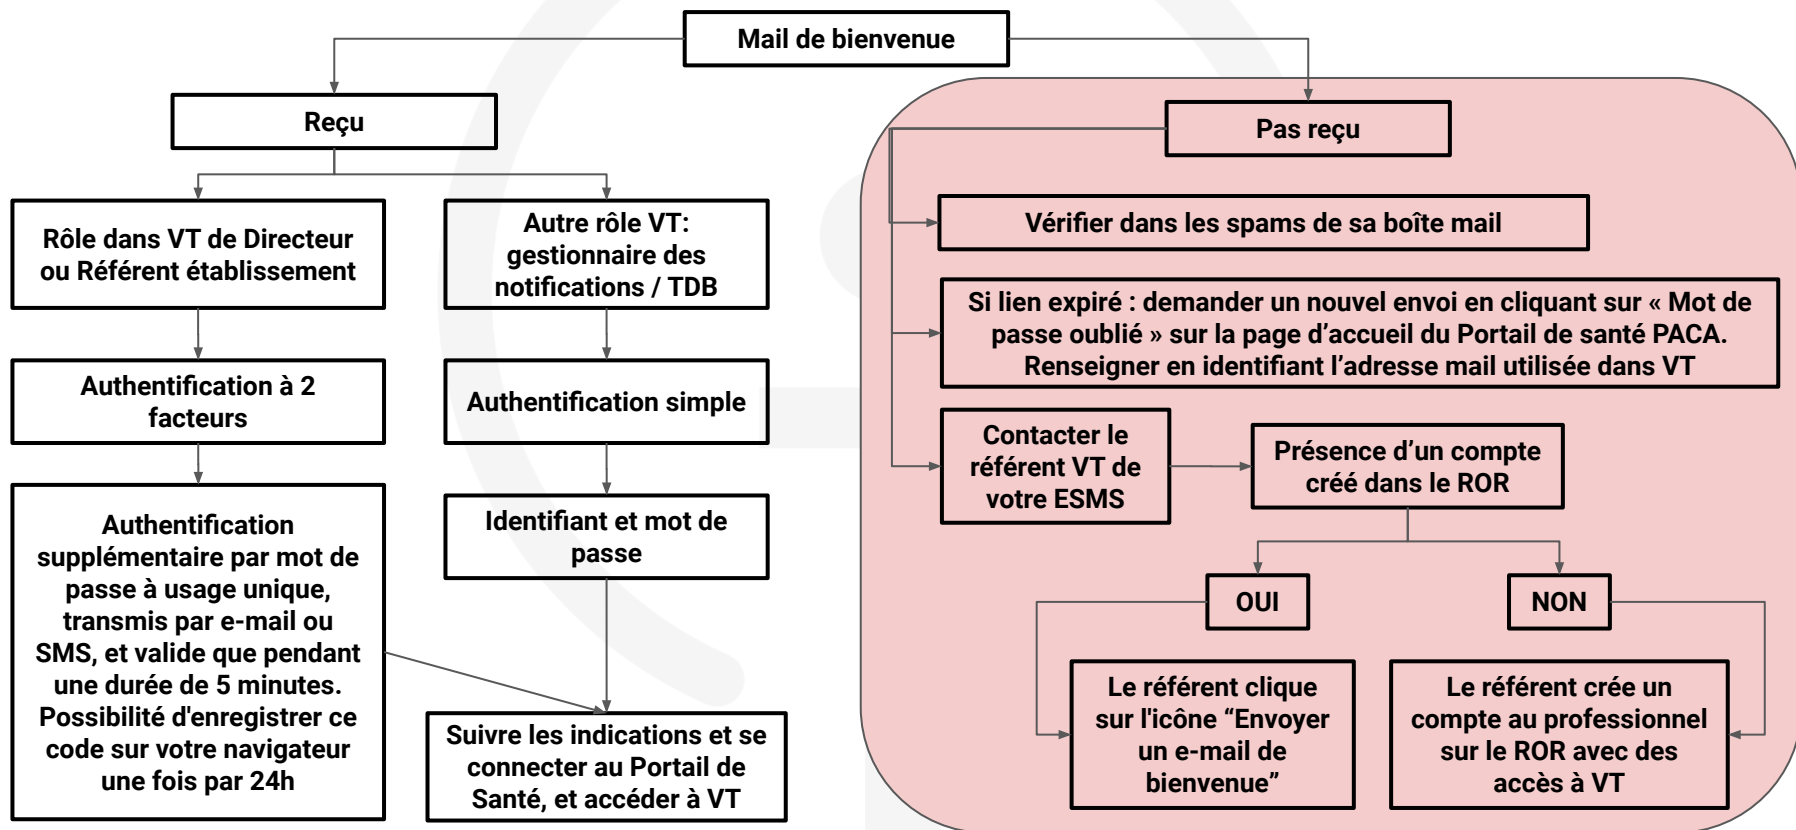 Mail de bienvenue
Reçu
Rôle dans VT de Directeur
ou Référent établissement
Autre rôle VT:
gestionnaire des
notifications / TDB
Authentification à 2
facteurs
Authentification simple
Authentification
supplémentaire par mot de
passe à usage unique,
transmis par e-mail ou
SMS, et valide que pendant
une durée de 5 minutes.
Possibilité d'enregistrer ce
code sur votre navigateur
une fois par 24h
Identifiant et mot de
passe
Suivre les indications et se
connecter au Portail de
Santé, et accéder à VT
Pas reçu
Vérifier dans les spams de sa boîte mail
Si lien expiré : demander un nouvel envoi en cliquant sur « Mot de
passe oublié » sur la page d’accueil du Portail de santé PACA.
Renseigner en identifiant l’adresse mail utilisée dans VT
Contacter le
référent VT de
votre ESMS
Présence d’un compte
créé dans le ROR
OUI
NON
Le référent clique
sur l'icône “Envoyer
un e-mail de
bienvenue”
Le référent crée un
compte au professionnel
sur le ROR avec des
accès à VT